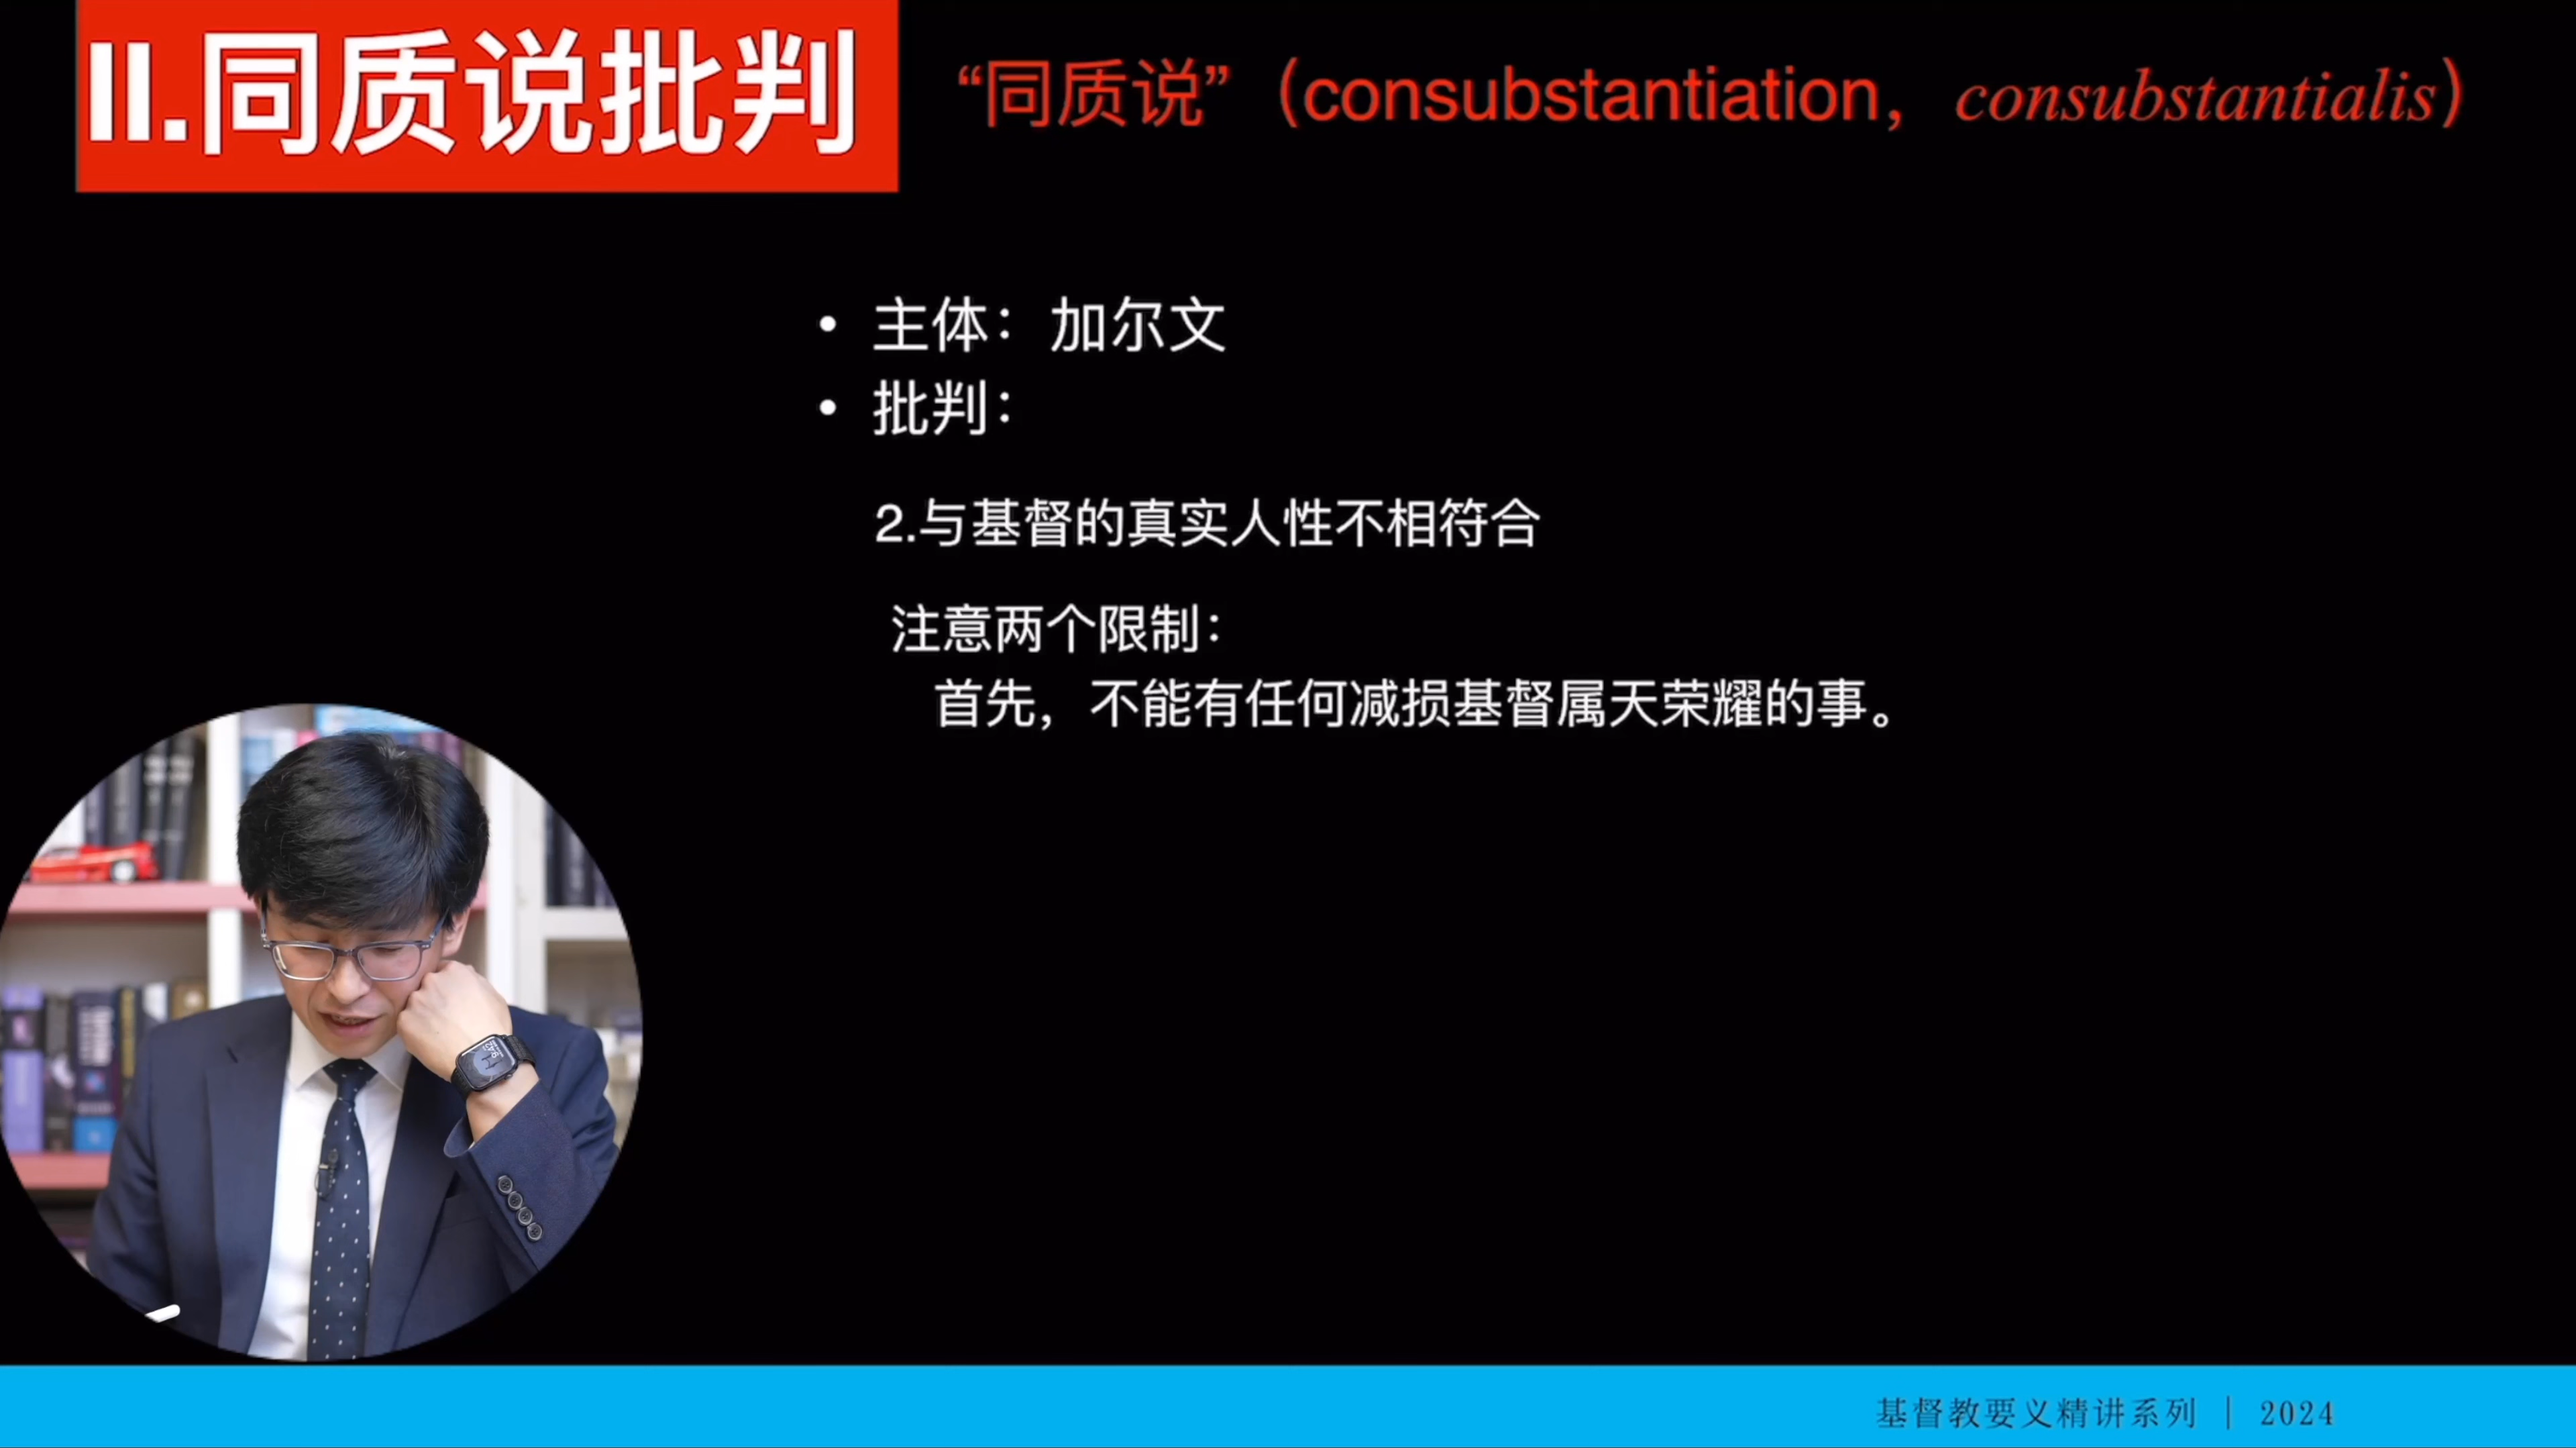 II.同质说批判
“同质说”（consubstantiation，consubstantialis）
• 主体：加尔文
• 批判：
2.与基督的真实人性不相符合
注意两个限制：
首先，不能有任何减损基督属天荣耀的事。
基督教要义精讲系列 | 2024